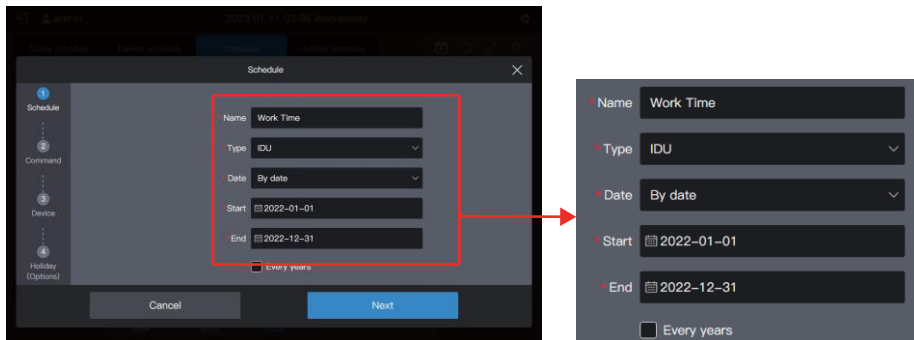 admin
2023-01-11 03:06 Wednesday
Schedule
1
Schedule
2
Command
3
Device
4
Holiday
(Options)
Name Work Time
Type IDU
Date By date
Start 2022-01-01
End 2022-12-31
Every years
Cancel
Next
* Name Work Time
* Type IDU
* Date By date
* Start 2022-01-01
* End 2022-12-31
Every years